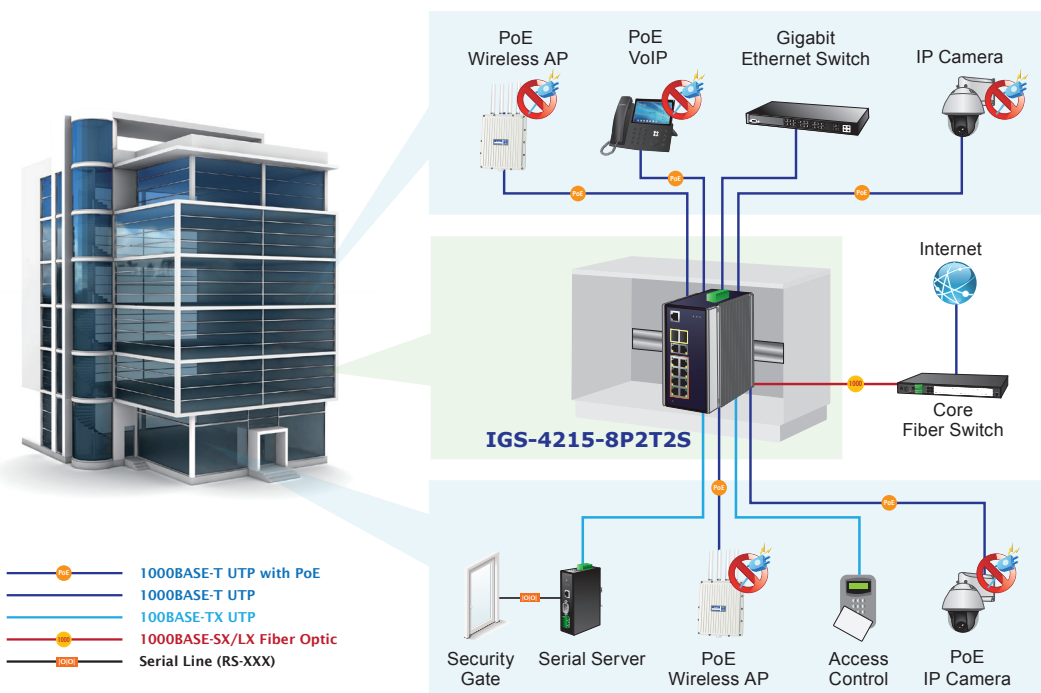 PoE
Wireless AP
PoE
VoIP
Gigabit
Ethernet Switch
IP Camera
PoE
PoE
PoE
Internet
1000
Core
Fiber Switch
IGS-4215-8P2T2S
PoE
PoE
PoE
1000BASE-T UTP with PoE
1000BASE-T UTP
100BASE-TX UTP
1000
1000BASE-SX/LX Fiber Optic
|O|O|
Serial Line (RS-XXX)
|O|O|
Security
Gate
Serial Server
PoE
Wireless AP
Access
Control
PoE
IP Camera